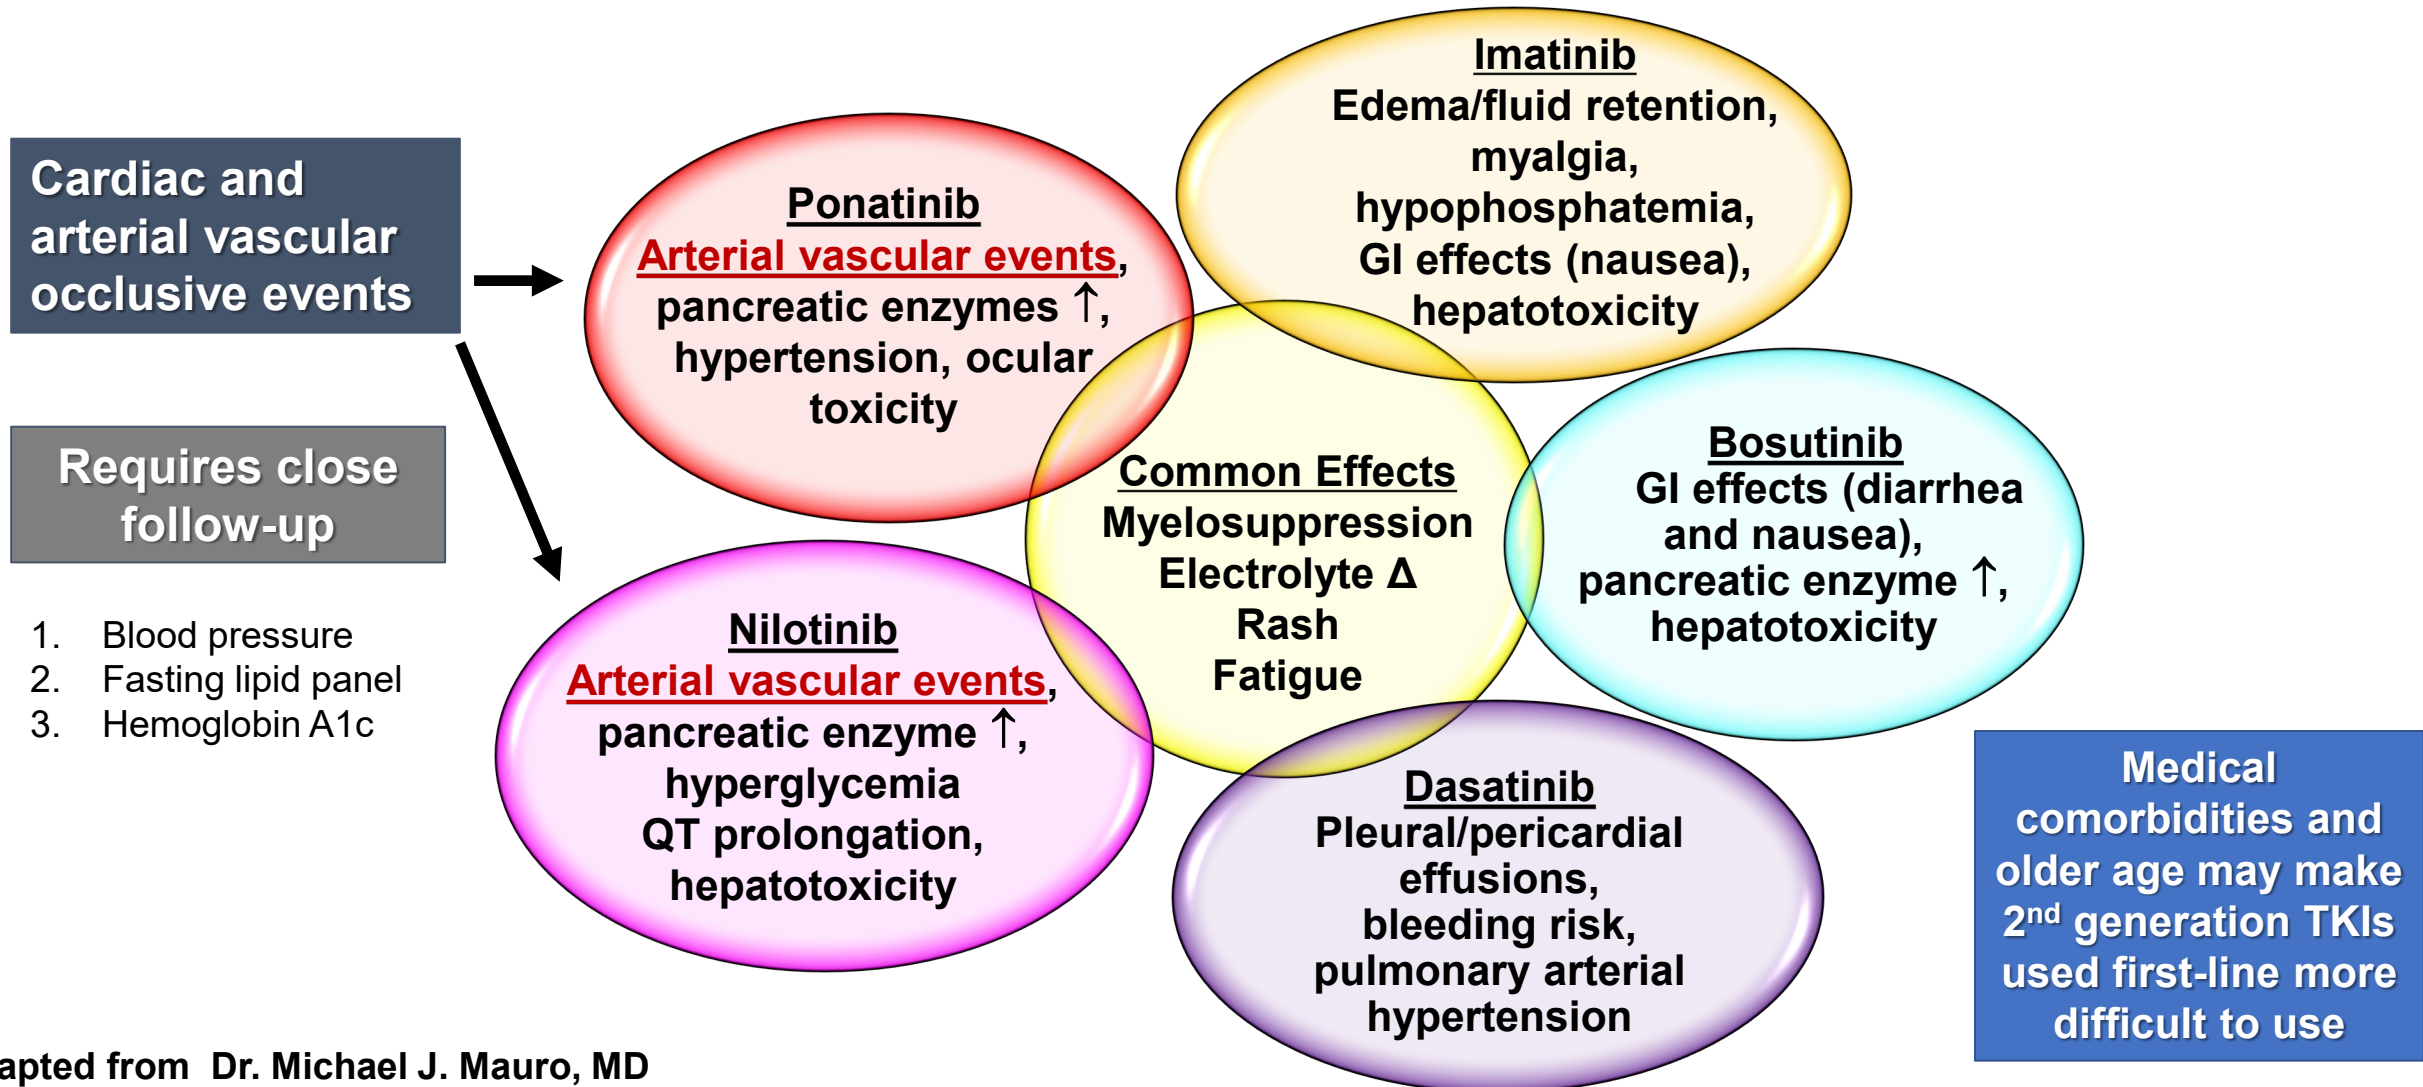 Cardiac and
arterial vascular
occlusive events
Requires close
follow-up
1. Blood pressure
2. Fasting lipid panel
3. Hemoglobin A1c
Ponatinib
Arterial vascular events,
pancreatic enzymes ↑,
hypertension, ocular
toxicity
Imatinib
Edema/fluid retention,
myalgia,
hypophosphatemia,
GI effects (nausea),
hepatotoxicity
Common Effects
Myelosuppression
Electrolyte Δ
Rash
Fatigue
Bosutinib
GI effects (diarrhea
and nausea),
pancreatic enzyme ↑,
hepatotoxicity
Nilotinib
Arterial vascular events,
pancreatic enzyme ↑,
hyperglycemia
QT prolongation,
hepatotoxicity
Dasatinib
Pleural/pericardial
effusions,
bleeding risk,
pulmonary arterial
hypertension
Medical
comorbidities and
older age may make
2nd generation TKIs
used first-line more
difficult to use
apted from Dr. Michael J. Mauro, MD